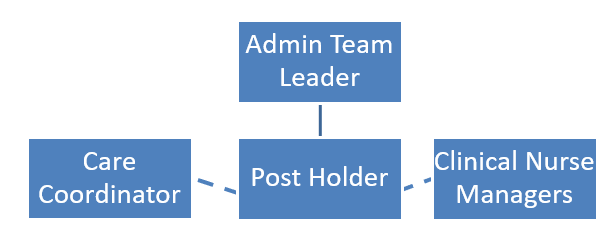 Admin Team
Leader
Care
Coordinator
Post Holder
Clinical Nurse
Managers